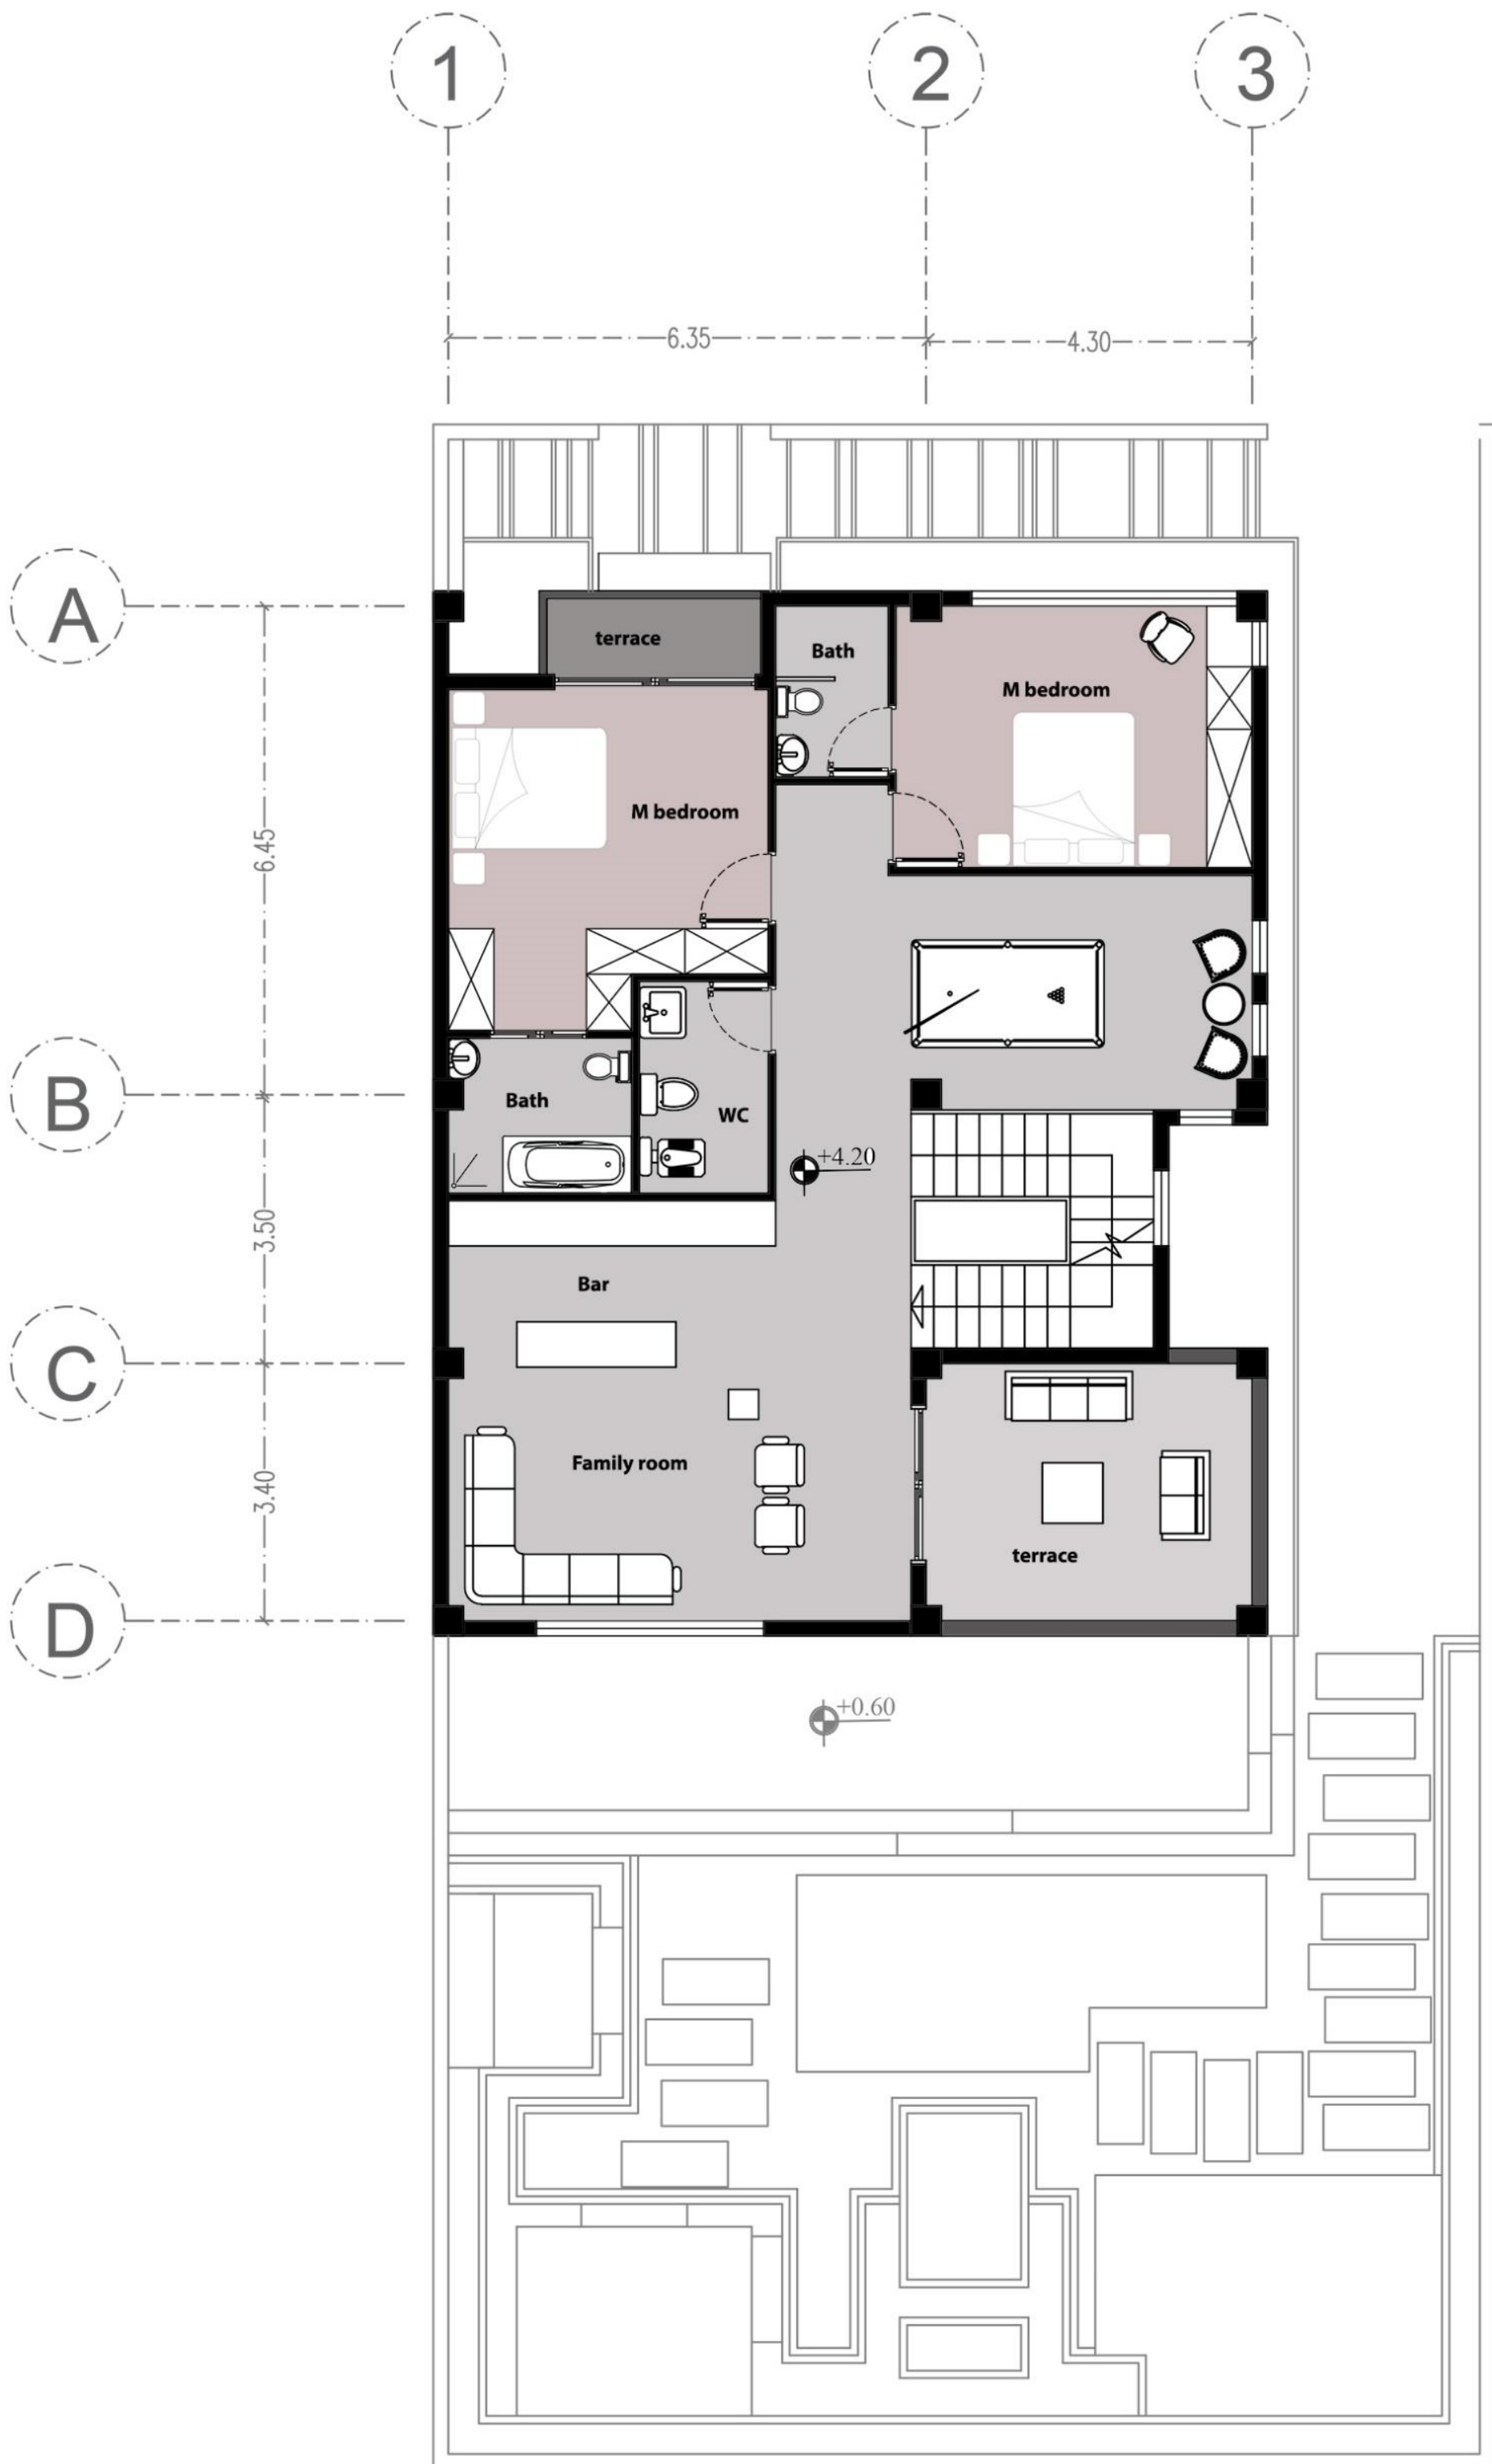 1
2
3
6.35
4.30
A
terrace
Bath
M bedroom
M bedroom
6.45
B
Bath
WC
+4.20
3.50
Bar
C
Family room
3.40
terrace
D
+0.60